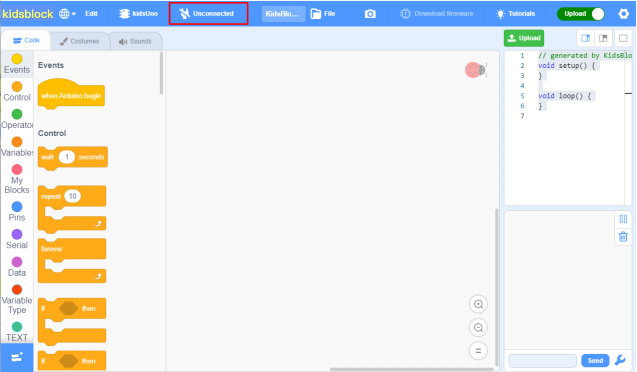 kidsblock Edit kidsUno Unconnected KidsBlo... File Download firmware Tutorials Upload
Code Costumes Sounds
Upload
Events
Control
Operator
Variables
My
Blocks
Pins
Serial
Data
Variable
Type
TEXT
Events
when Arduino begin
Control
wait 1 seconds
repeat 10
forever
if then
if then
1 // generated by KidsBlo
2 void setup() {
3 }
4
5 void loop() {
6 }
7
Send